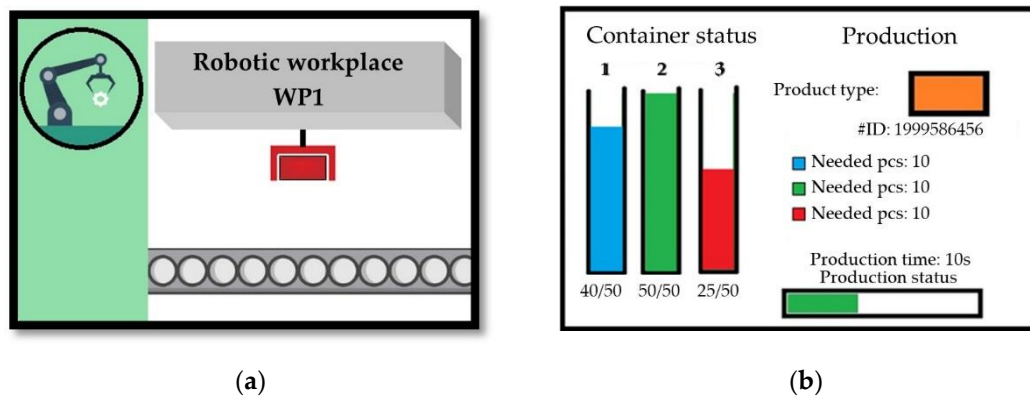 Robotic workplace
WP1
(a)
Container status
1 2 3
40/50 50/50 25/50
Production
Product type:
#ID: 1999586456
Needed pcs: 10
Needed pcs: 10
Needed pcs: 10
Production time: 10s
Production status
(b)